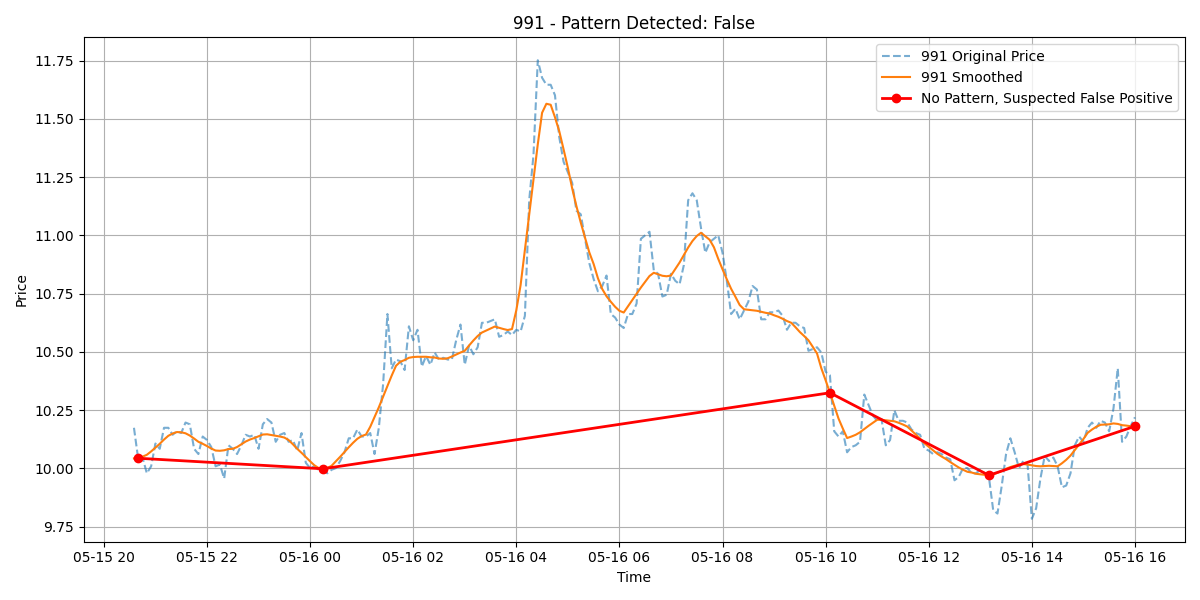 991 - Pattern Detected: False
991 Original Price
991 Smoothed
No Pattern, Suspected False Positive
Price
11.75
11.50
11.25
11.00
10.75
10.50
10.25
10.00
9.75
05-15 20 05-15 22 05-16 00 05-16 02 05-16 04 05-16 06 05-16 08 05-16 10 05-16 12 05-16 14 05-16 16
Time